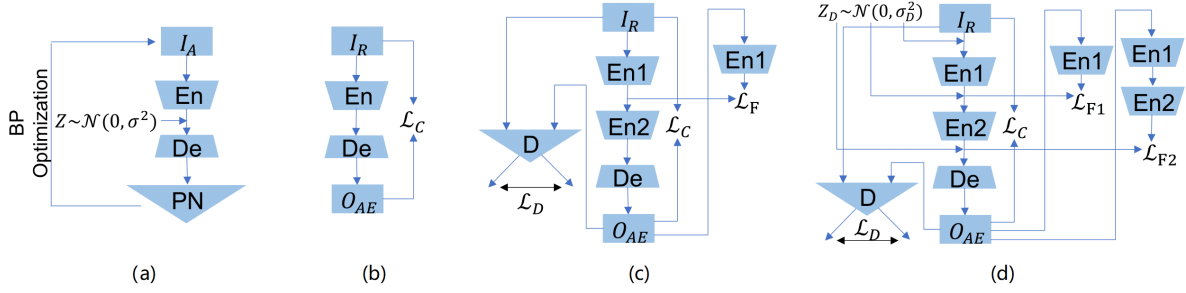 BP
Optimization
I_A
En
Z~𝒩(0, σ²)
De
PN
(a)
I_R
En
ℒ_C
De
O_AE
(b)
I_R
En1
En1
ℒ_F
En2
ℒ_C
D
De
ℒ_D
O_AE
(c)
Z_D~𝒩(0, σ_D²)
I_R
En1
En1
En1
ℒ_F1
En2
En2
ℒ_C
ℒ_F2
De
D
ℒ_D
O_AE
(d)